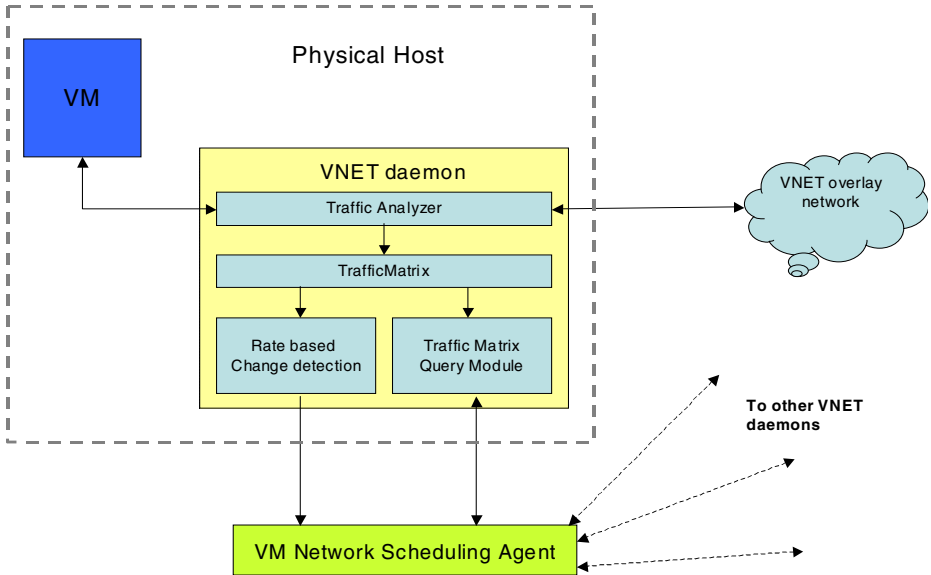 Physical Host
VM
VNET daemon
Traffic Analyzer
TrafficMatrix
Rate based
Change detection
Traffic Matrix
Query Module
VNET overlay
network
To other VNET
daemons
VM Network Scheduling Agent